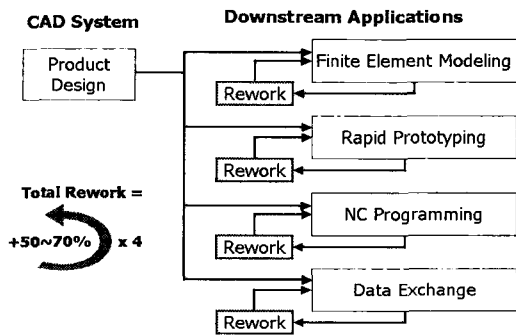 CAD System
Downstream Applications
Product
Design
Finite Element Modeling
Rework
Rapid Prototyping
Rework
Total Rework =
+50~70% x 4
NC Programming
Rework
Data Exchange
Rework